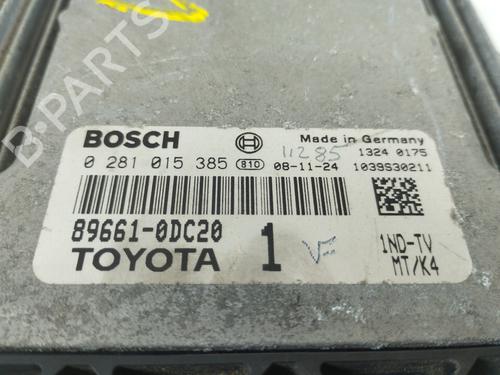 BOSCH
Made in Germany
11285
1324 0175
0 281 015 385 810 08-11-24 1039S30211
89661-0DC20
TOYOTA 1
1ND-TV
MT/K4
B-PARTS